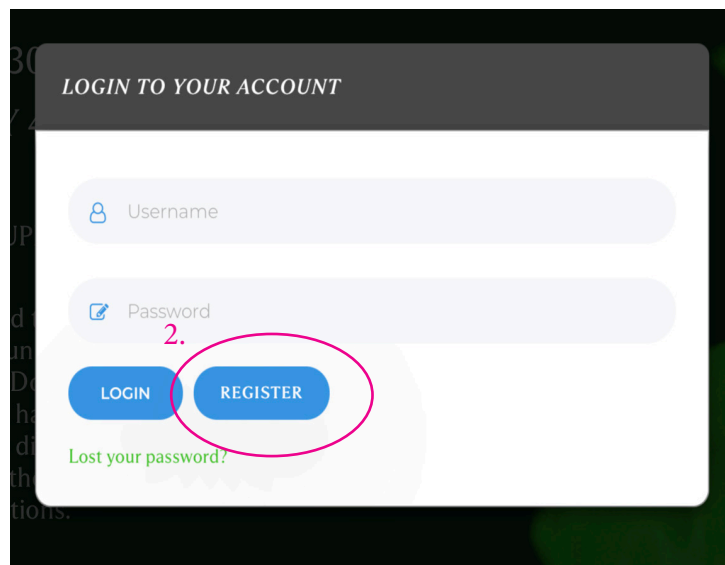 LOGIN TO YOUR ACCOUNT
Username
Password
2.
LOGIN REGISTER
Lost your password?